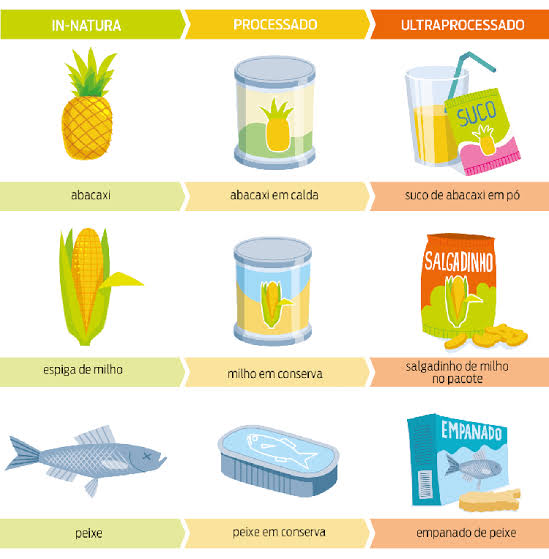 IN-NATURA
PROCESSADO
ULTRAPROCESSADO
SUCO
abacaxi
abacaxi em calda
suco de abacaxi em pó
SALGADINHO
espiga de milho
milho em conserva
salgadinho de milho
no pacote
EMPANADO
peixe
peixe em conserva
empanado de peixe